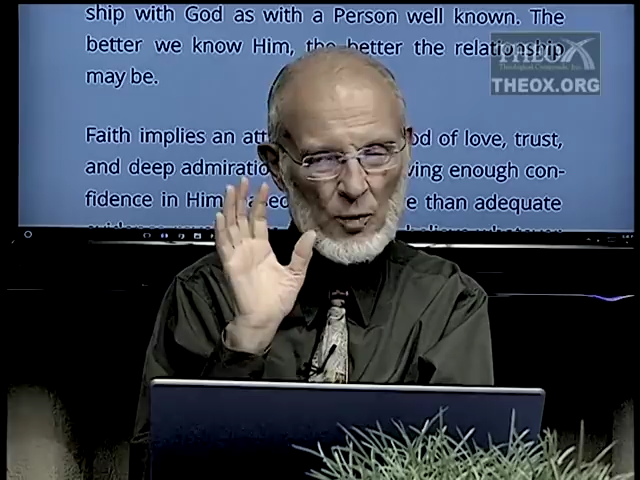 ship with God as with a Person well known. The
better we know Him, the better the relationship
may be.
Faith implies an att od of love, trust,
and deep admiratio ving enough con-
fidence in Him e than adequate
THEOX
THEOX.ORG